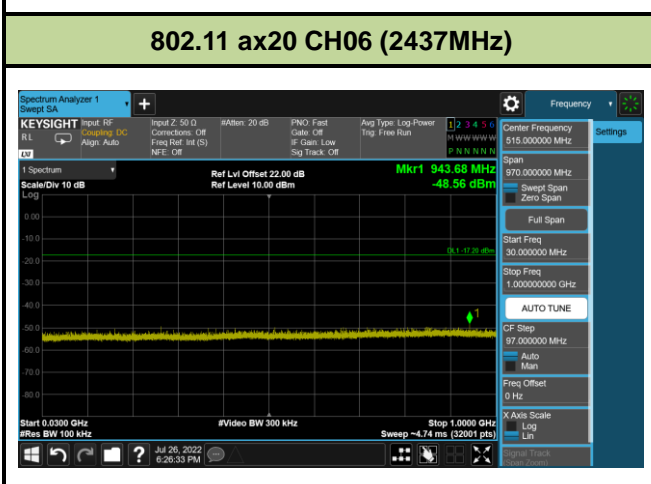 802.11 ax20 CH06 (2437MHz)
Spectrum Analyzer 1
Swept SA
Frequency
Settings
KEYSIGHT
RL
LXI
Input: RF
Coupling: DC
Align: Auto
Input Z: 50 Ω
Corrections: Off
Freq Ref: Int (S)
NFE: Off
#Atten: 20 dB
PNO: Fast
Gate: Off
IF Gain: Low
Sig Track: Off
Avg Type: Log-Power
Trig: Free Run
1 2 3 4 5 6
M W W W W W
P N N N N N
1 Spectrum
Scale/Div 10 dB
Log
Ref Lvl Offset 22.00 dB
Ref Level 10.00 dBm
Mkr1 943.68 MHz
-48.56 dBm
0.00
-10.0
-20.0
-30.0
-40.0
-50.0
-60.0
-70.0
-80.0
DL1 -17.20 dBm
1
Start 0.0300 GHz
#Res BW 100 kHz
#Video BW 300 kHz
Stop 1.0000 GHz
Sweep ~4.74 ms (32001 pts)
Center Frequency
515.000000 MHz
Span
970.000000 MHz
Swept Span
Zero Span
Full Span
Start Freq
30.000000 MHz
Stop Freq
1.000000000 GHz
AUTO TUNE
CF Step
97.000000 MHz
Auto
Man
Freq Offset
0 Hz
X Axis Scale
Log
Lin
Signal Track
(Span Zoom)
?
Jul 26, 2022
6:26:33 PM